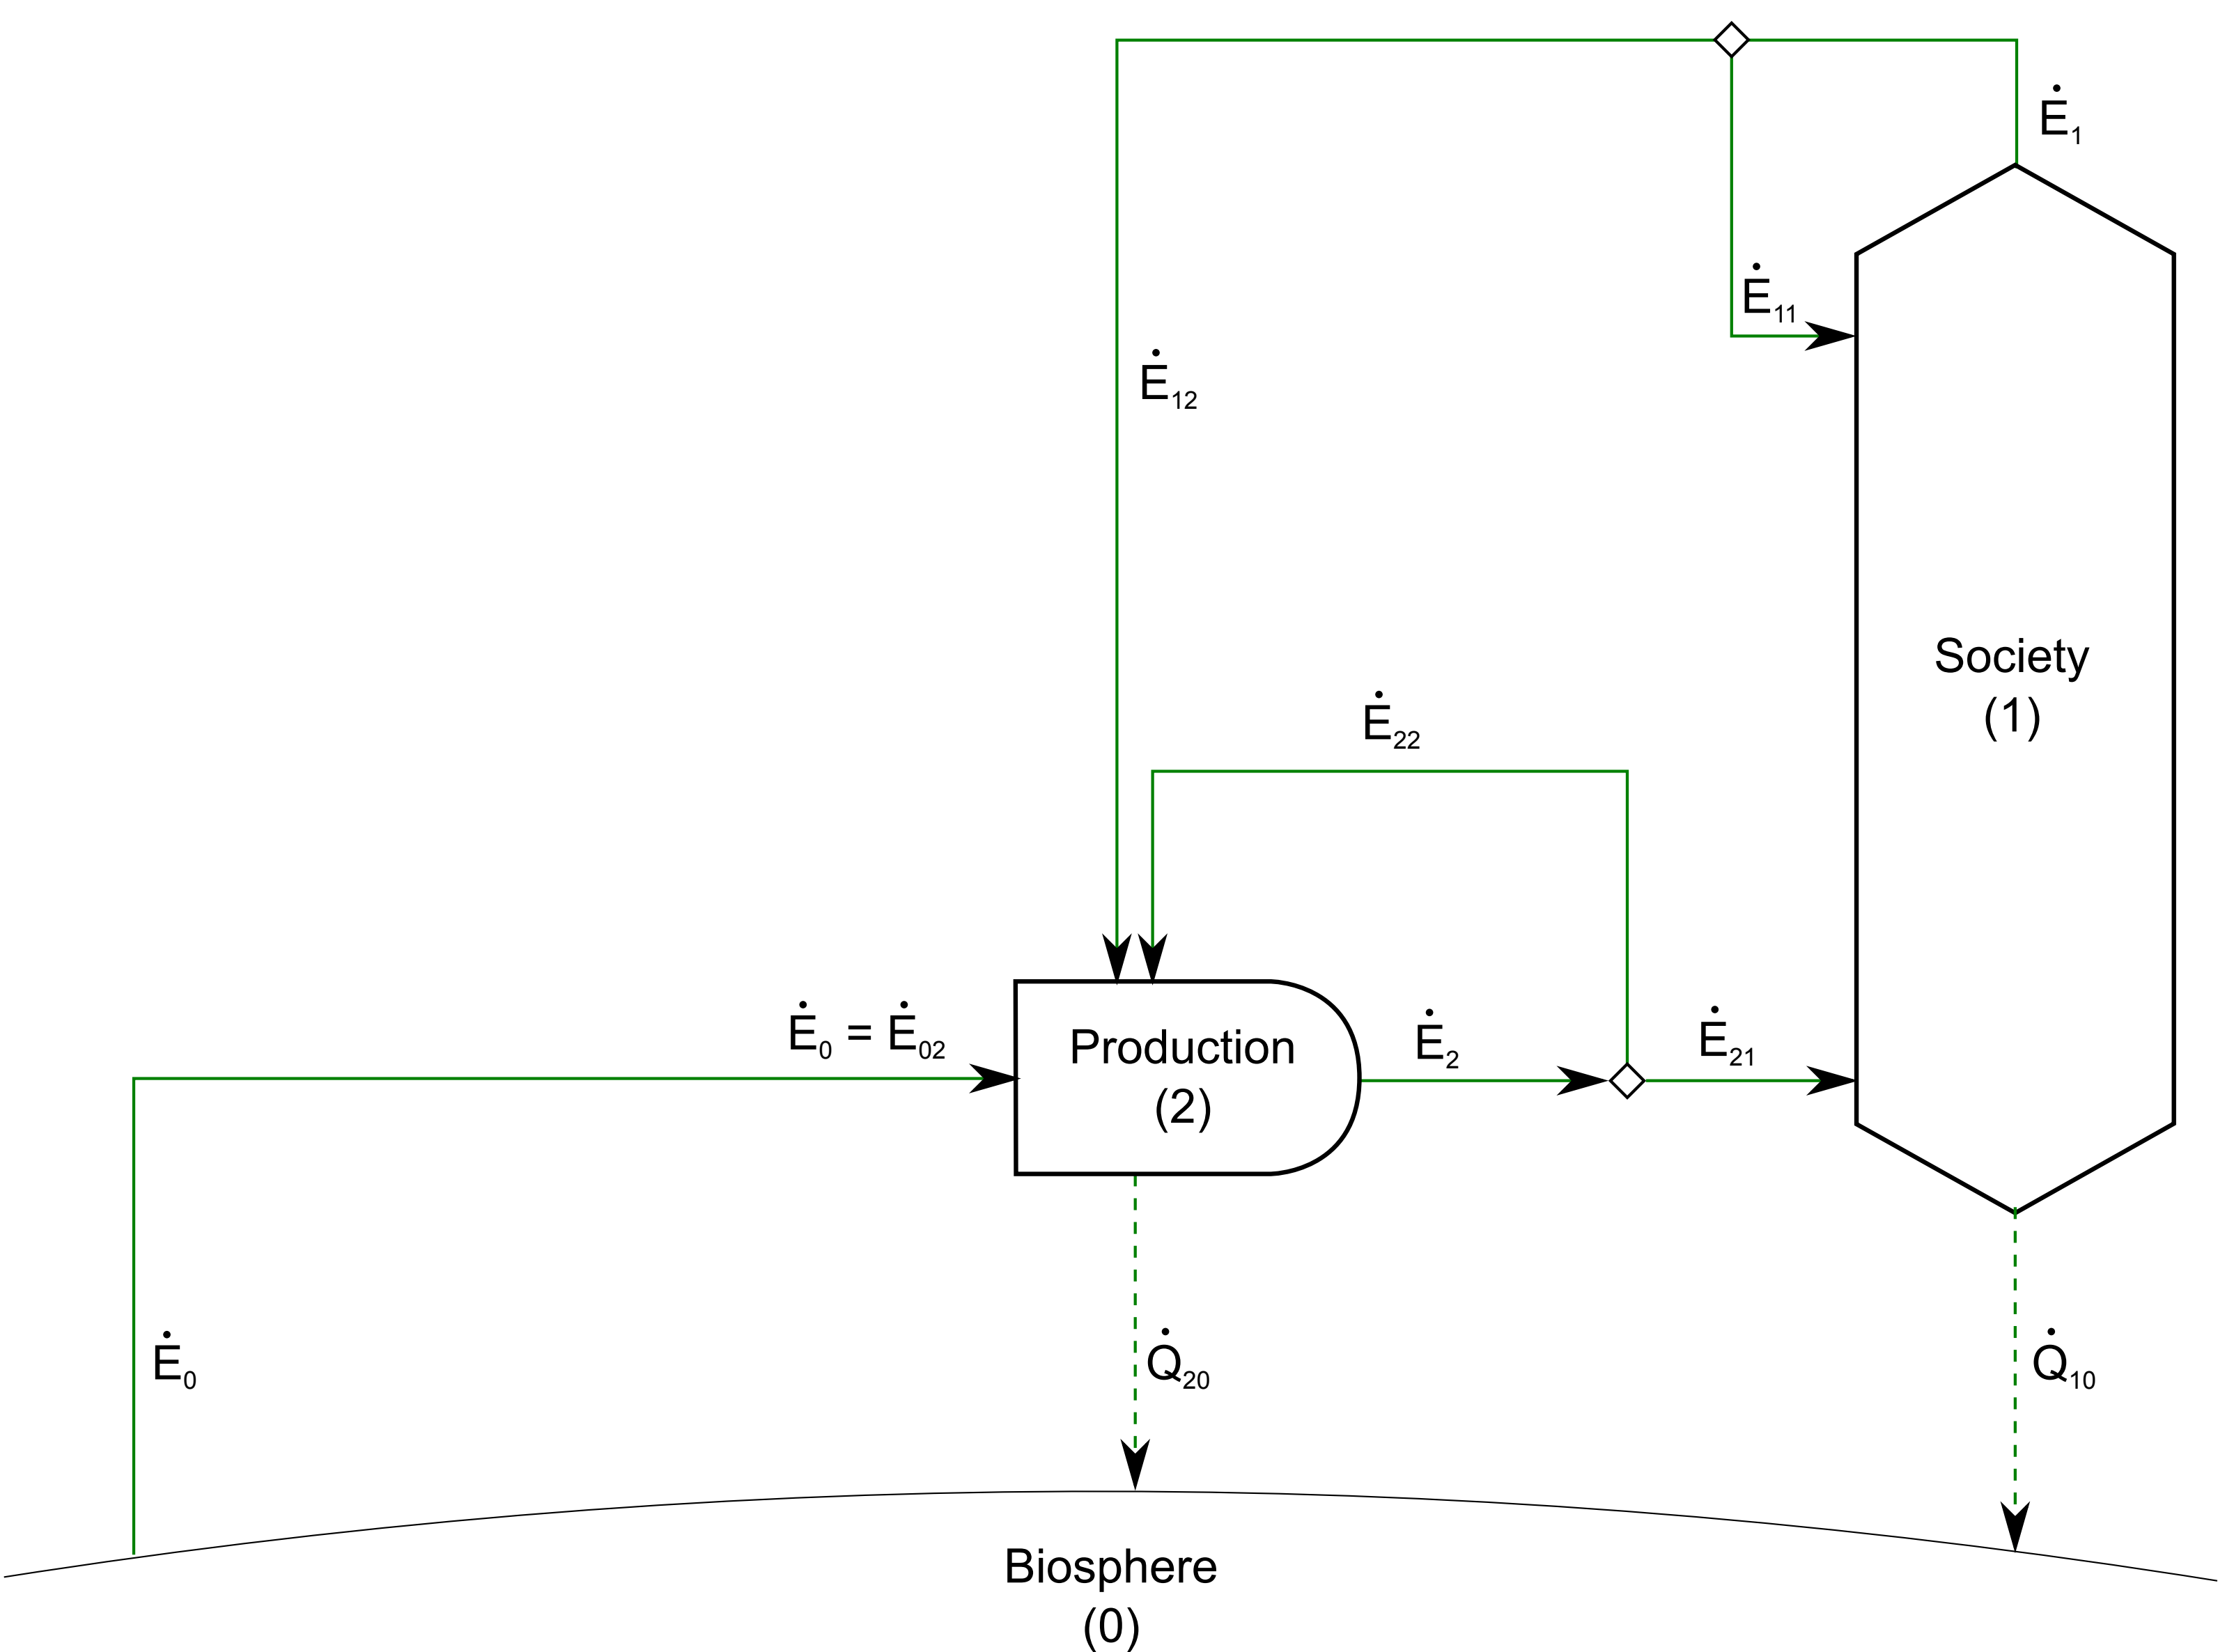 Ė₁
Ė₁₁
Ė₁₂
Society
(1)
Ė₂₂
Ė₀ = Ė₀₂
Production
(2)
Ė₂
Ė₂₁
Ė₀
Q̇₂₀
Q̇₁₀
Biosphere
(0)